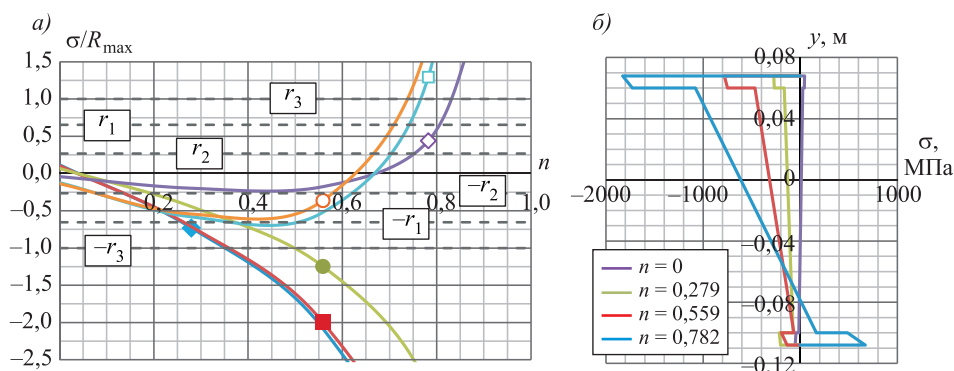 а)
σ/R_max
1,5
1,0
0,5
0,0
–0,5
–1,0
–1,5
–2,0
–2,5
r₁
r₂
r₃
–r₂
–r₁
–r₃
n
0,2
0,4
0,6
0,8
1,0
б)
y, м
0,08
0,04
0
–0,04
–0,08
–0,12
–2000
–1000
0
1000
σ,
МПа
n = 0
n = 0,279
n = 0,559
n = 0,782